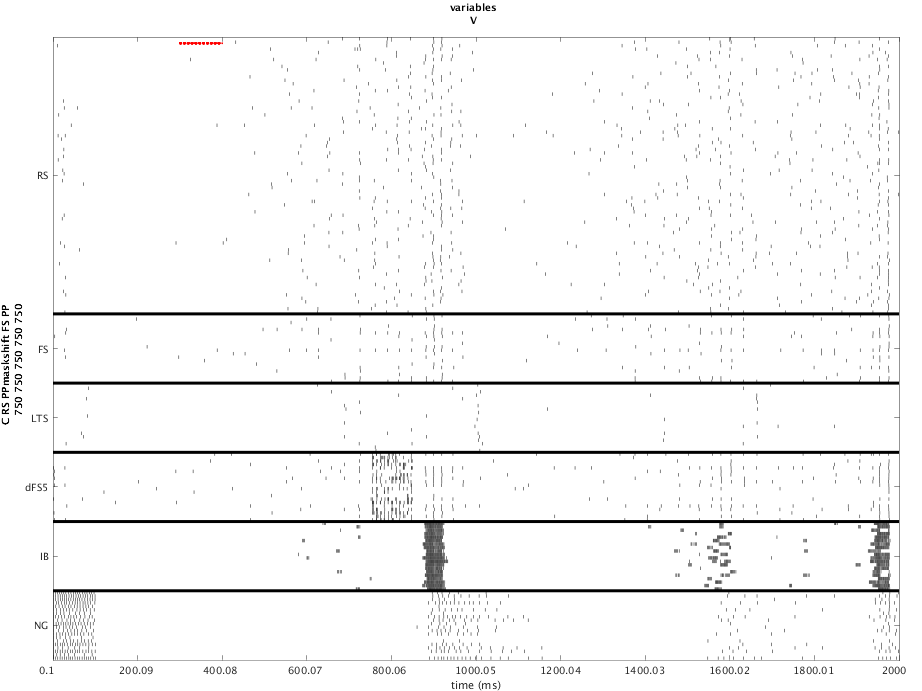 variables
V
C RS PPmaskshift FS PP
750 750 750 750 750 750
RS
FS
LTS
dFS5
IB
NG
0.1 200.09 400.08 600.07 800.06 1000.05 1200.04 1400.03 1600.02 1800.01 2000
time (ms)